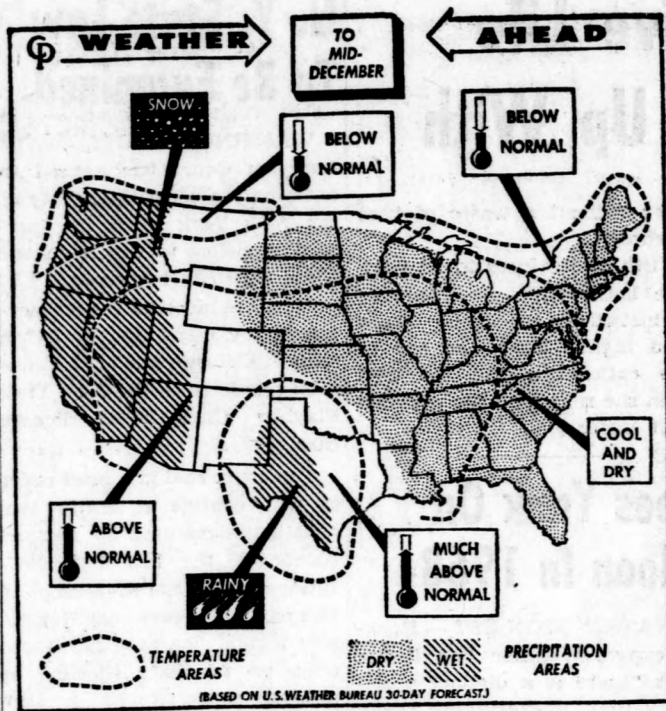 CP WEATHER
TO
MID-
DECEMBER
AHEAD
SNOW
BELOW
NORMAL
BELOW
NORMAL
COOL
AND
DRY
ABOVE
NORMAL
RAINY
MUCH
ABOVE
NORMAL
TEMPERATURE
AREAS
DRY
WET
PRECIPITATION
AREAS
(BASED ON U.S. WEATHER BUREAU 30-DAY FORECAST.)